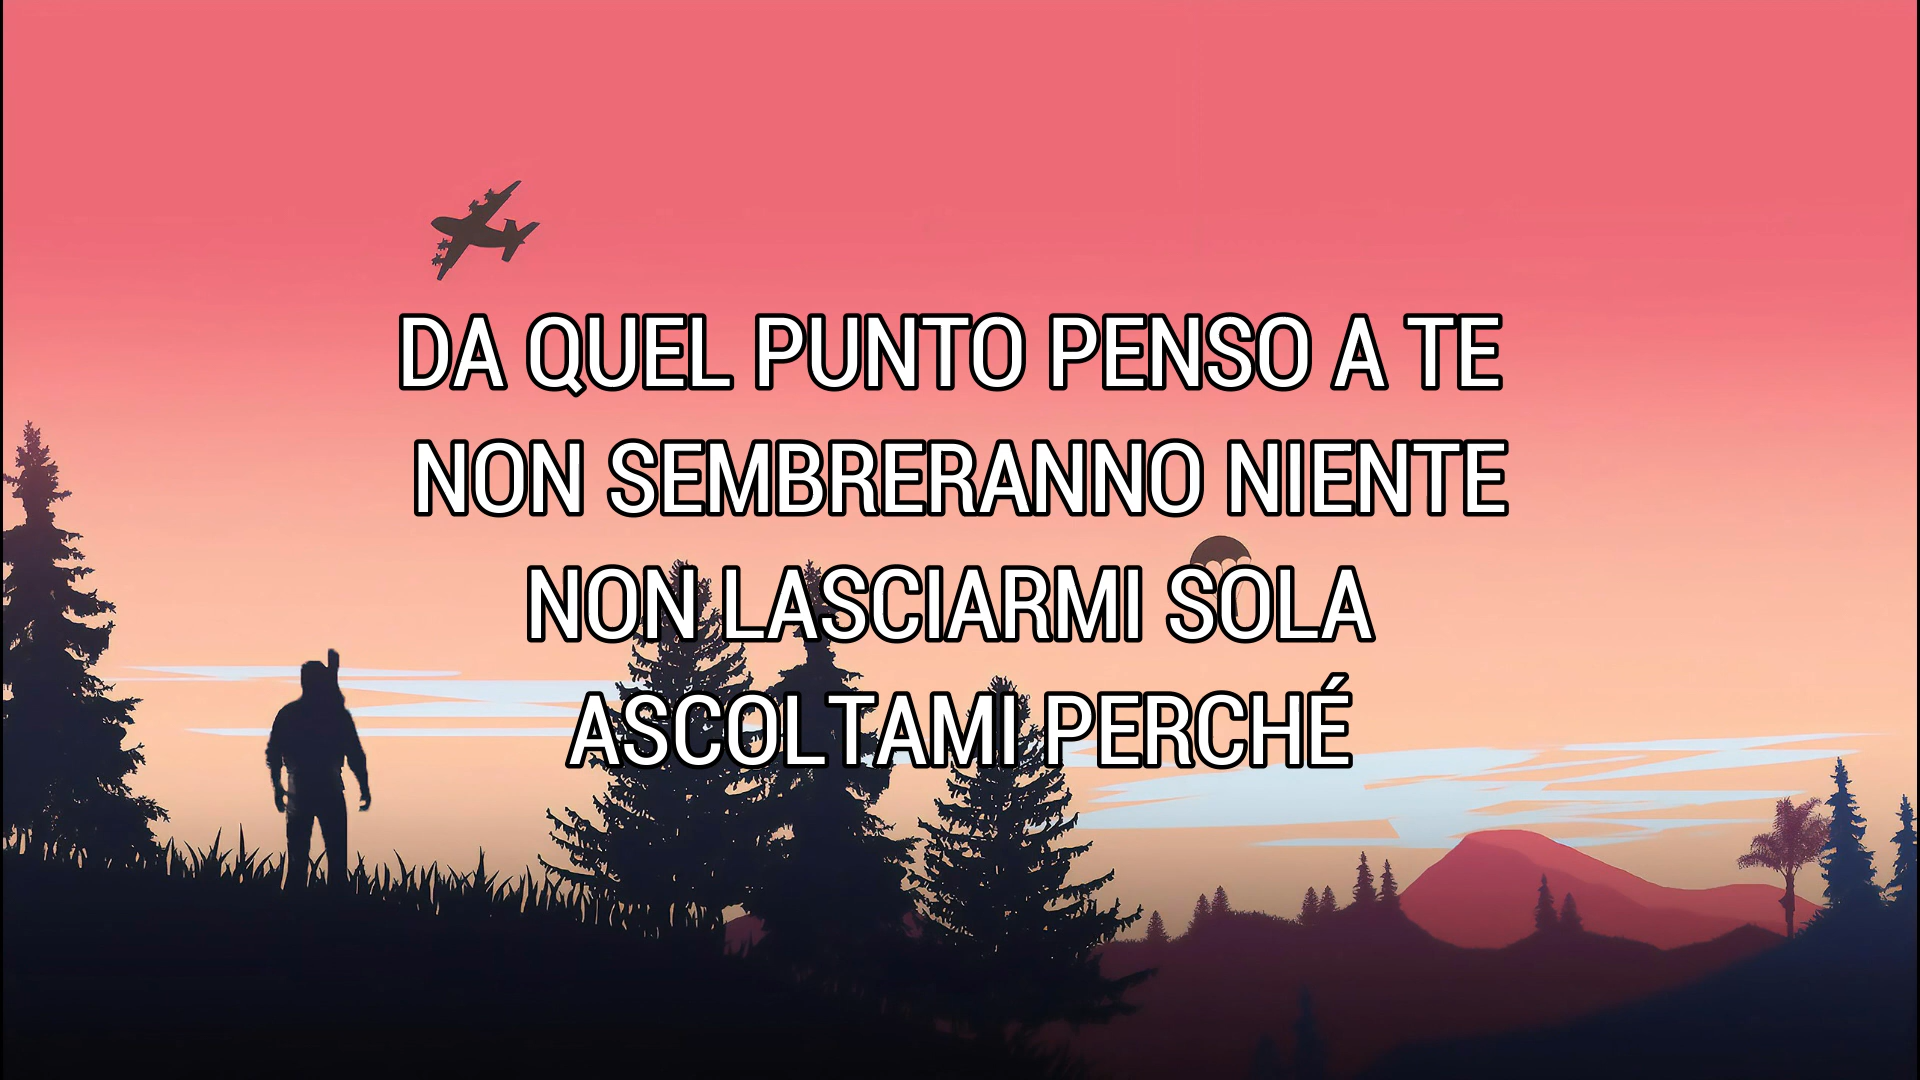 DA QUEL PUNTO PENSO A TE
NON SEMBRERANNO NIENTE
NON LASCIARMI SOLA
ASCOLTAMI PERCHÉ